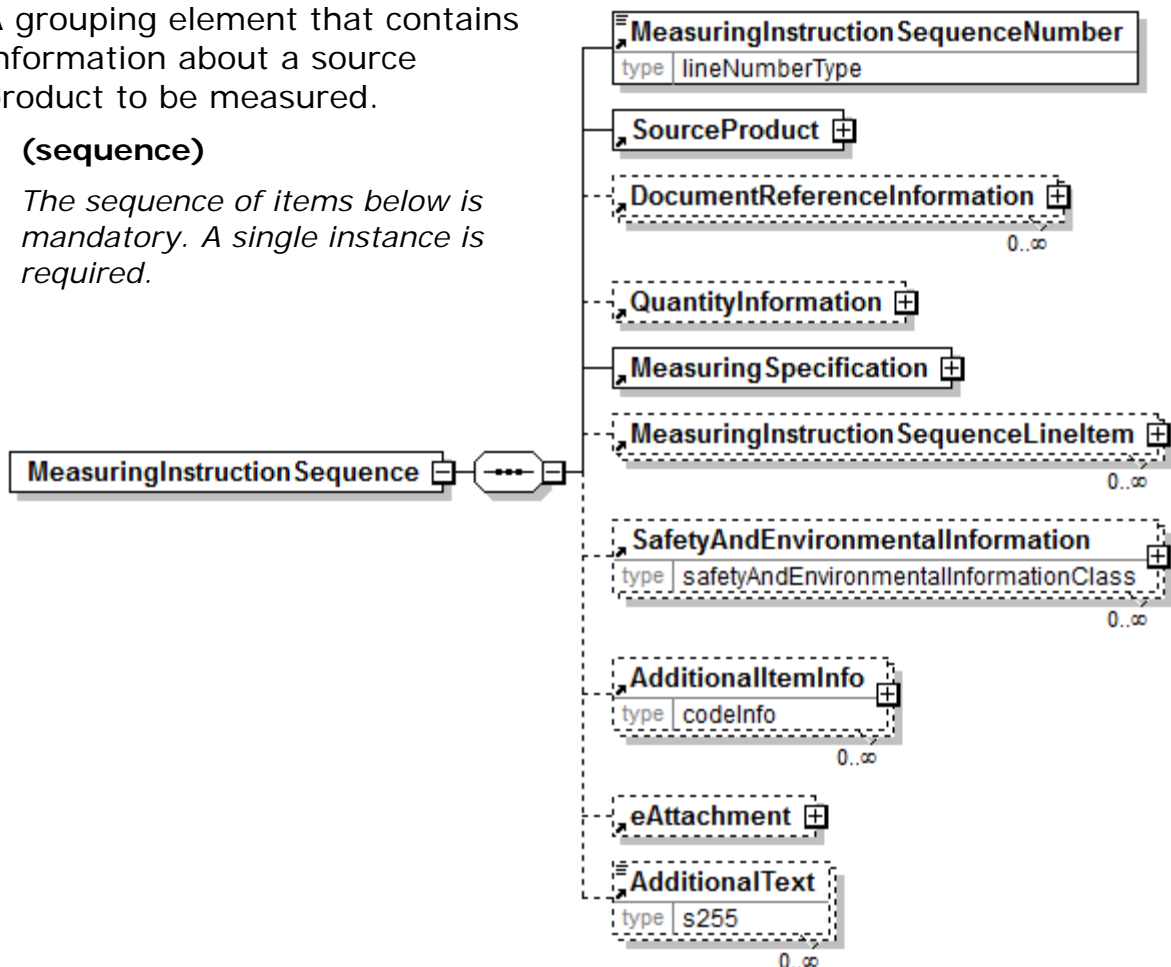 A grouping element that contains
information about a source
product to be measured.
(sequence)
The sequence of items below is
mandatory. A single instance is
required.
MeasuringInstructionSequence
MeasuringInstructionSequenceNumber
type lineNumberType
SourceProduct
DocumentReferenceInformation
0..∞
QuantityInformation
MeasuringSpecification
MeasuringInstructionSequenceLineItem
0..∞
SafetyAndEnvironmentalInformation
type safetyAndEnvironmentalInformationClass
0..∞
AdditionalItemInfo
type codeInfo
0..∞
eAttachment
AdditionalText
type s255
0..∞